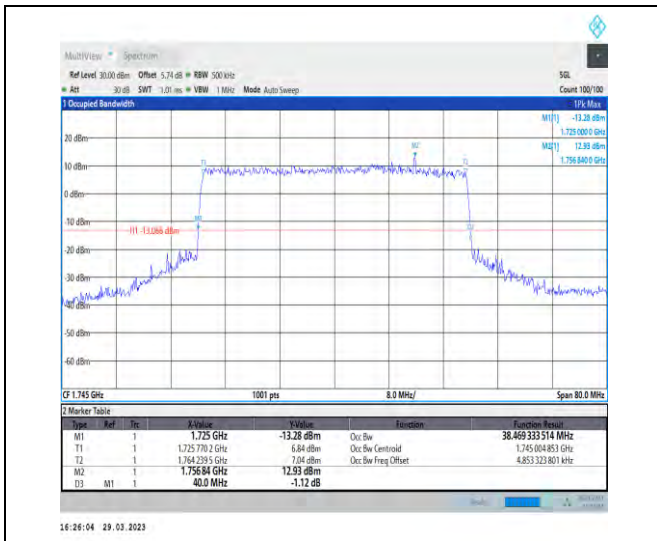 MultiView Spectrum
Ref Level 30.00 dBm Offset 5.74 dB RBW 500 kHz SGL
Att 30 dB SWT 1.01 ms VBW 1 MHz Mode Auto Sweep Count 100/100
1 Occupied Bandwidth 1Pk Max
M1[1] -13.28 dBm
1.725 000 0 GHz
M2[1] 12.93 dBm
1.756 840 0 GHz
20 dBm
M2
10 dBm
T1
T2
0 dBm
-10 dBm
M1
H1 -13.066 dBm
-20 dBm
-30 dBm
-40 dBm
-50 dBm
-60 dBm
CF 1.745 GHz 1001 pts 8.0 MHz/ Span 80.0 MHz
2 Marker Table
Type Ref Trc X-Value Y-Value Function Function Result
M1 1 1.725 GHz -13.28 dBm Occ Bw 38.469 333 514 MHz
T1 1 1.725 770 2 GHz 6.84 dBm Occ Bw Centroid 1.745 004 853 GHz
T2 1 1.764 239 5 GHz 7.04 dBm Occ Bw Freq Offset 4.853 323 801 kHz
M2 1 1.756 84 GHz 12.93 dBm
D3 M1 1 40.0 MHz -1.12 dB
16:26:04 29.03.2023